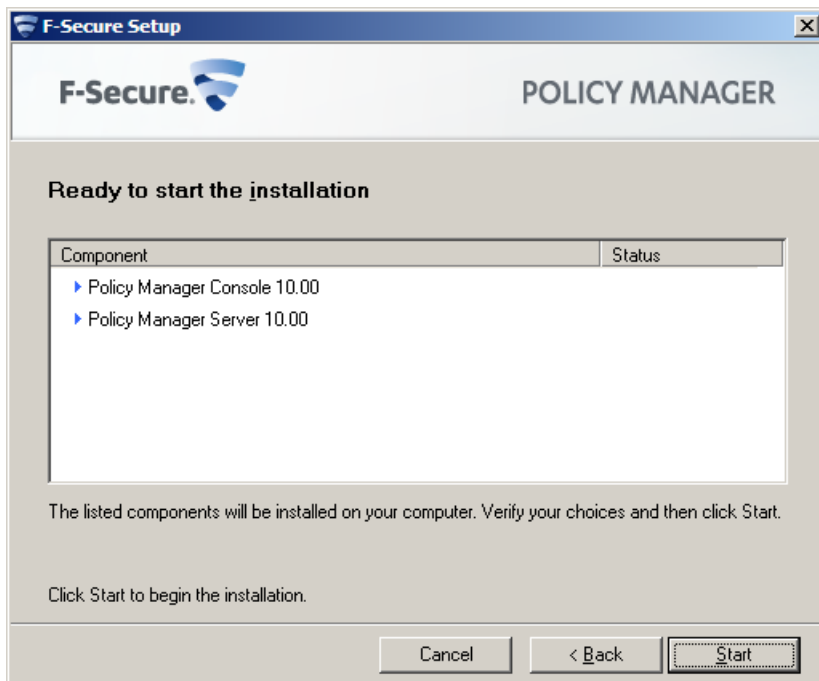 F-Secure Setup
F-Secure. POLICY MANAGER
Ready to start the installation
Component Status
Policy Manager Console 10.00
Policy Manager Server 10.00
The listed components will be installed on your computer. Verify your choices and then click Start.
Click Start to begin the installation.
Cancel < Back Start